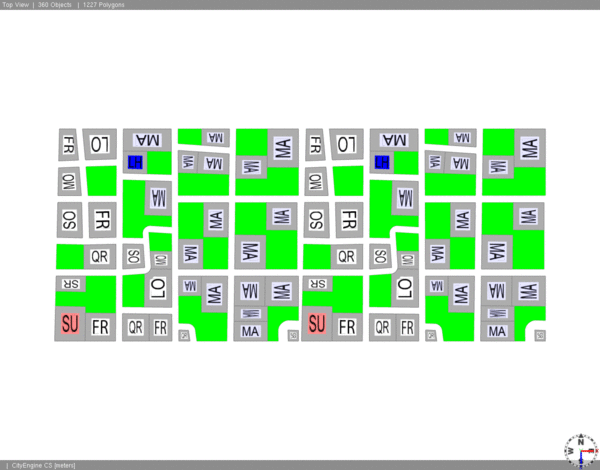 Top View | 360 Objects | 1227 Polygons
FR LO MA MA MA FR LO MA MA MA
MA MA MA MA MA MA
OW MA OW MA
SO FR MA MA SO FR MA MA
QR SO OW MA MA QR SO OW MA MA
SR LO MA MA MA MA SR LO MA MA MA MA
SU FR QR FR MA MA SU FR QR FR MA MA
N
W
| CityEngine CS [meters]